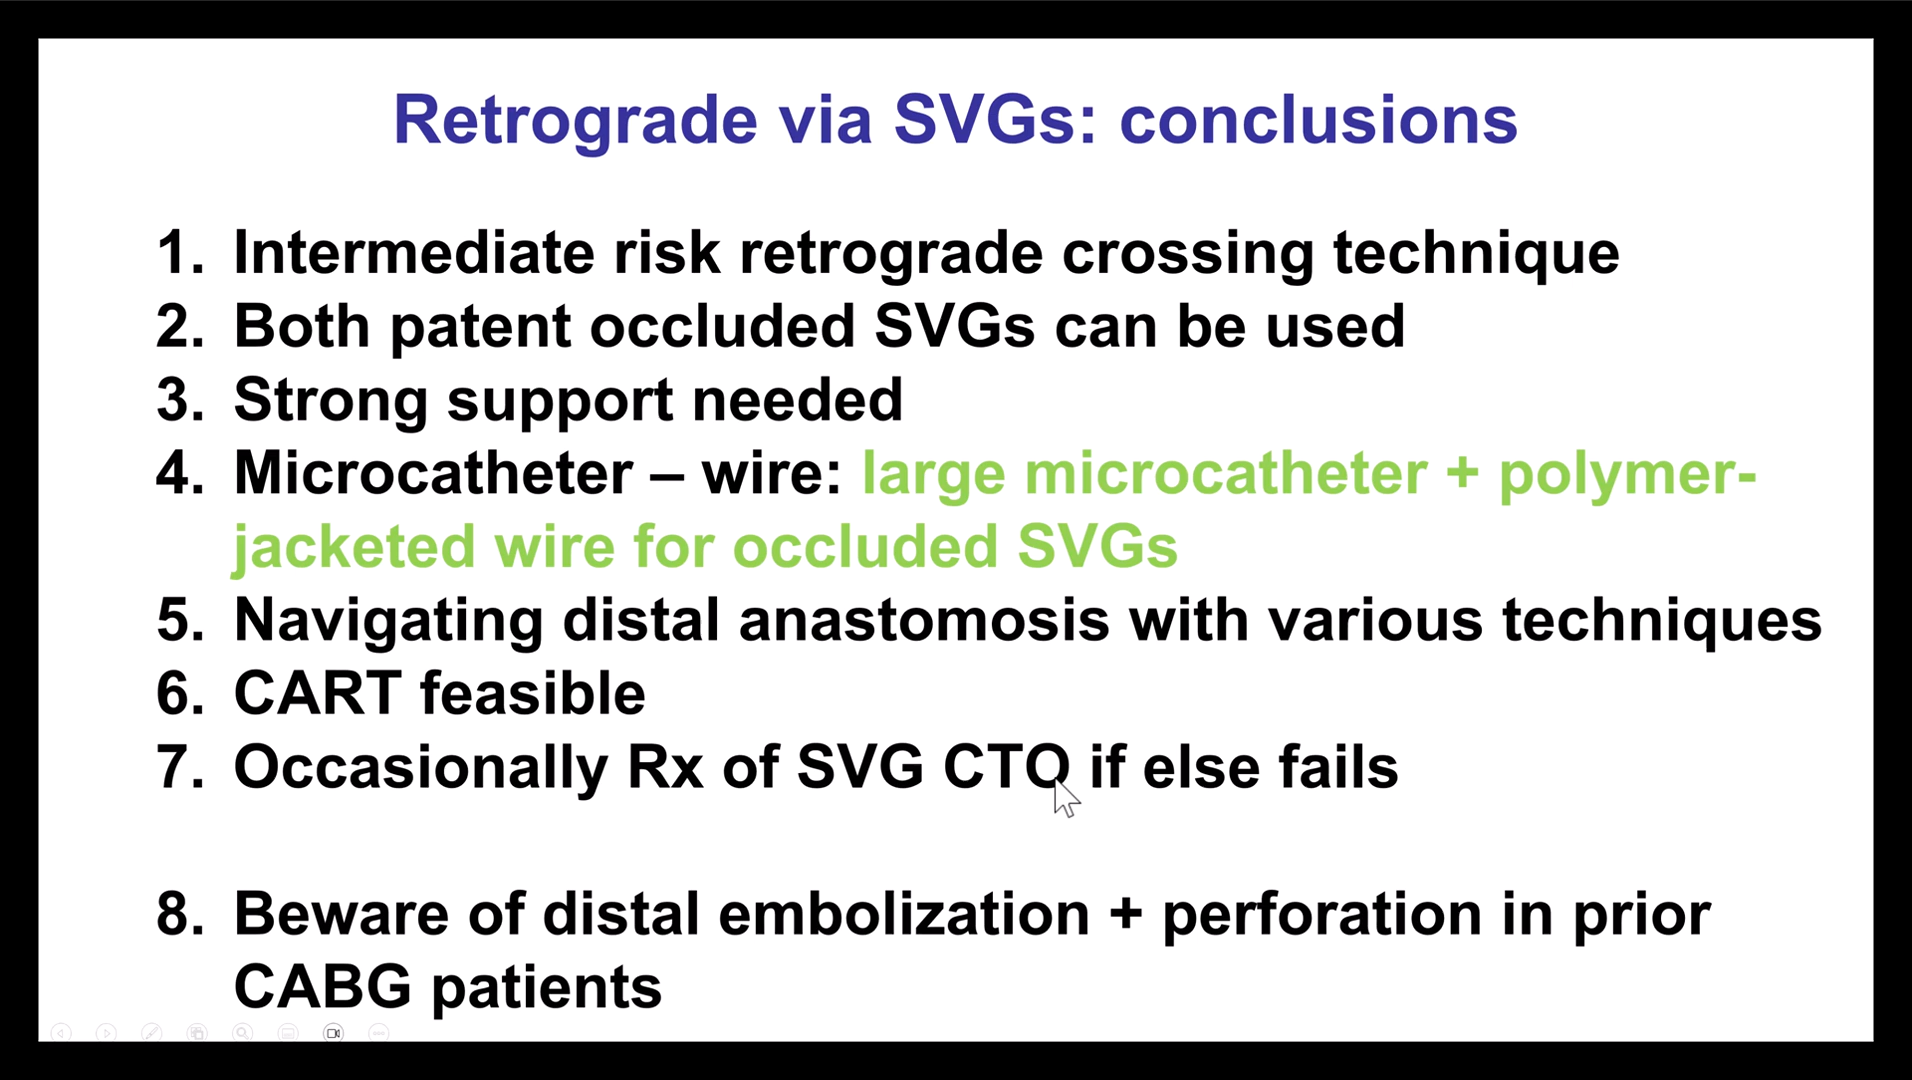 Retrograde via SVGs: conclusions
1. Intermediate risk retrograde crossing technique
2. Both patent occluded SVGs can be used
3. Strong support needed
4. Microcatheter – wire: large microcatheter + polymer-
jacketed wire for occluded SVGs
5. Navigating distal anastomosis with various techniques
6. CART feasible
7. Occasionally Rx of SVG CTO if else fails
8. Beware of distal embolization + perforation in prior
CABG patients